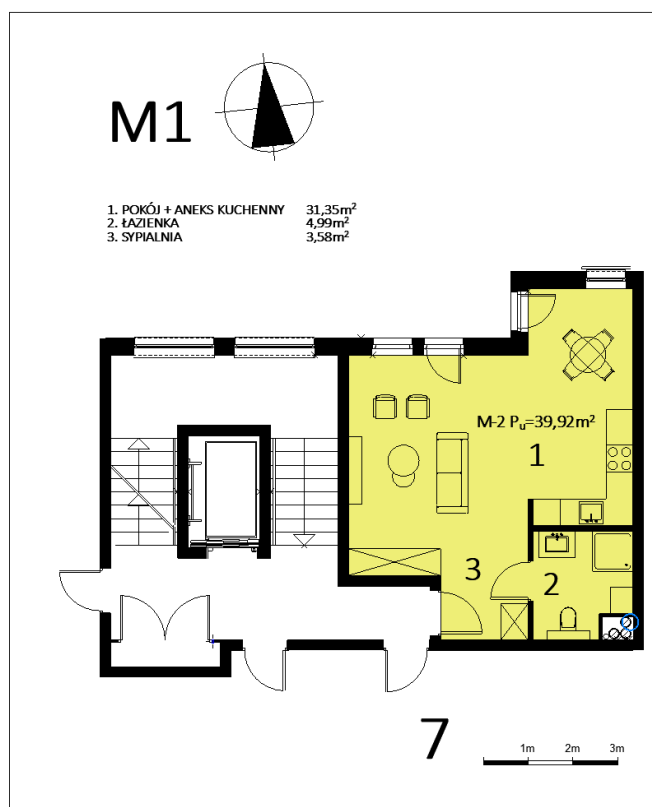 M1
1. POKÓJ + ANEKS KUCHENNY 31,35m²
2. ŁAZIENKA 4,99m²
3. SYPIALNIA 3,58m²
M-2 Pu=39,92m²
1
3
2
7
1m 2m 3m